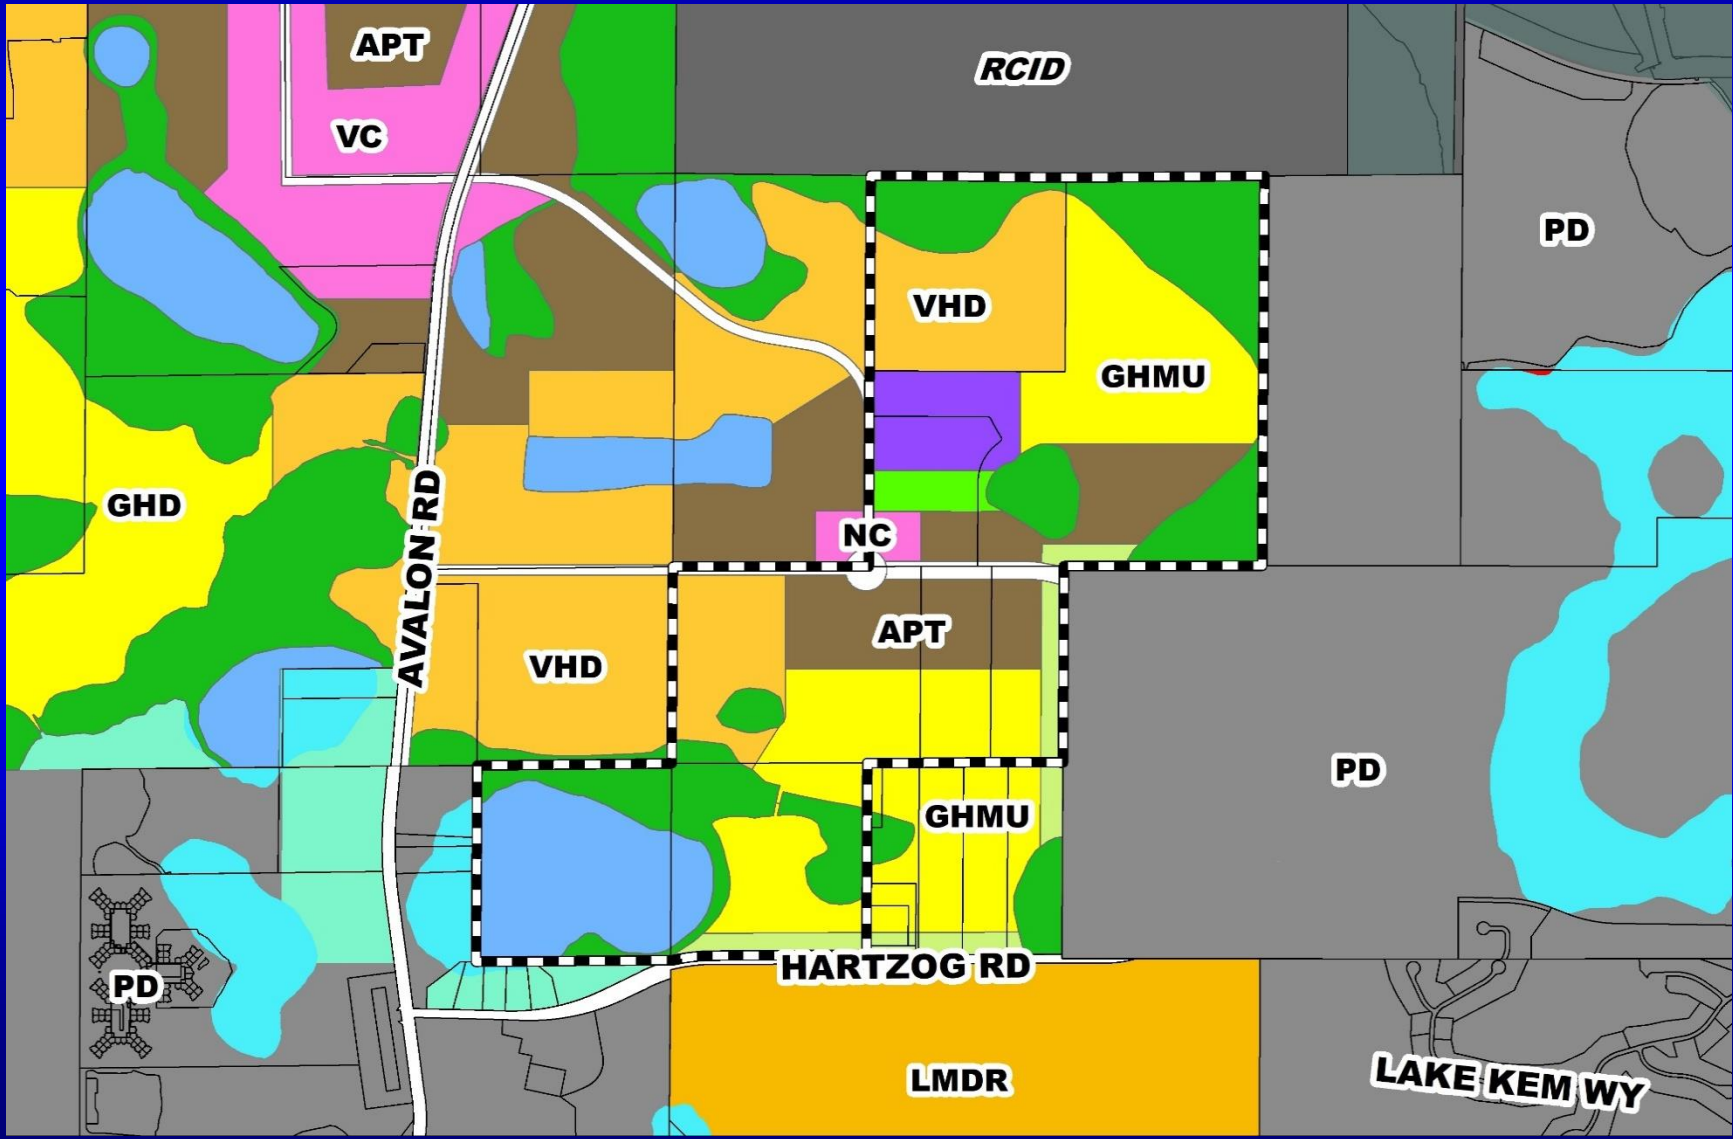 APT
RCID
VC
PD
VHD
GHMU
GHD
AVALON RD
NC
APT
VHD
PD
GHMU
HARTZOG RD
PD
LMDR
LAKE KEM WY